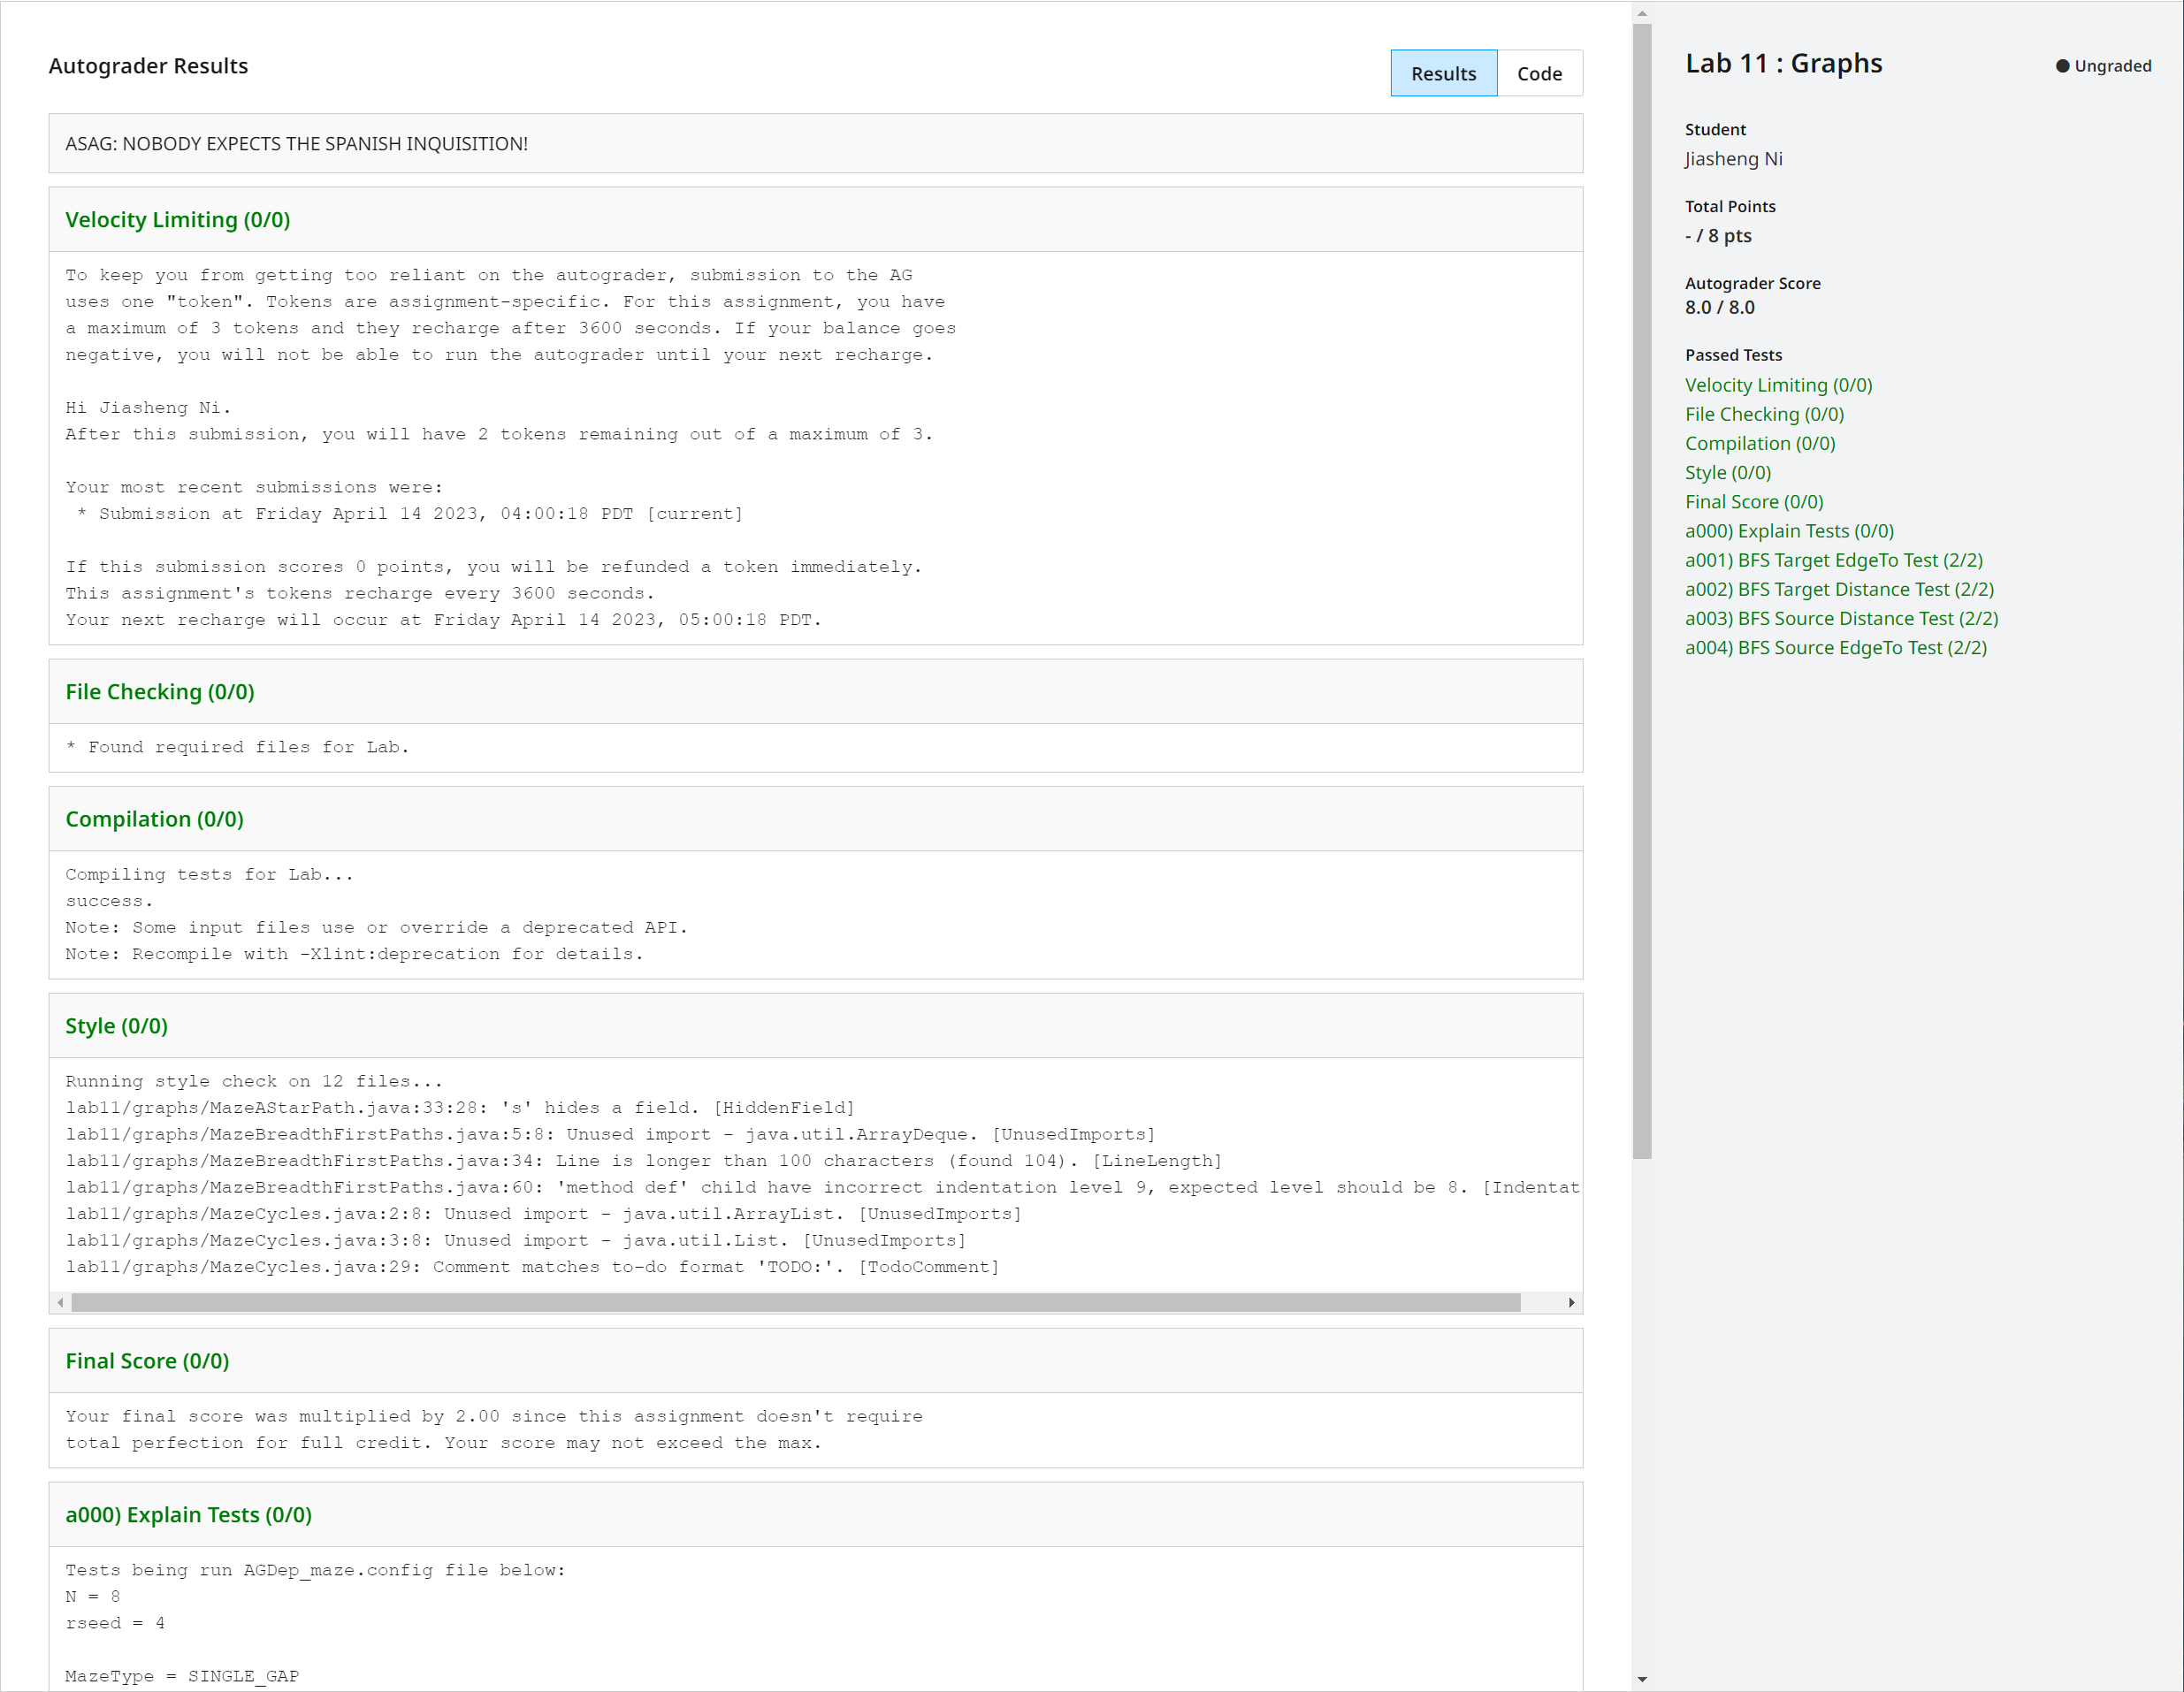 Autograder Results
Results
Code
ASAG: NOBODY EXPECTS THE SPANISH INQUISITION!
Velocity Limiting (0/0)
To keep you from getting too reliant on the autograder, submission to the AG
uses one "token". Tokens are assignment-specific. For this assignment, you have
a maximum of 3 tokens and they recharge after 3600 seconds. If your balance goes
negative, you will not be able to run the autograder until your next recharge.
Hi Jiasheng Ni.
After this submission, you will have 2 tokens remaining out of a maximum of 3.
Your most recent submissions were:
* Submission at Friday April 14 2023, 04:00:18 PDT [current]
If this submission scores 0 points, you will be refunded a token immediately.
This assignment's tokens recharge every 3600 seconds.
Your next recharge will occur at Friday April 14 2023, 05:00:18 PDT.
File Checking (0/0)
* Found required files for Lab.
Compilation (0/0)
Compiling tests for Lab...
success.
Note: Some input files use or override a deprecated API.
Note: Recompile with -Xlint:deprecation for details.
Style (0/0)
Running style check on 12 files...
lab11/graphs/MazeAStarPath.java:33:28: 's' hides a field. [HiddenField]
lab11/graphs/MazeBreadthFirstPaths.java:5:8: Unused import - java.util.ArrayDeque. [UnusedImports]
lab11/graphs/MazeBreadthFirstPaths.java:34: Line is longer than 100 characters (found 104). [LineLength]
lab11/graphs/MazeBreadthFirstPaths.java:60: 'method def' child have incorrect indentation level 9, expected level should be 8. [Indentat
lab11/graphs/MazeCycles.java:2:8: Unused import - java.util.ArrayList. [UnusedImports]
lab11/graphs/MazeCycles.java:3:8: Unused import - java.util.List. [UnusedImports]
lab11/graphs/MazeCycles.java:29: Comment matches to-do format 'TODO:'. [TodoComment]
Final Score (0/0)
Your final score was multiplied by 2.00 since this assignment doesn't require
total perfection for full credit. Your score may not exceed the max.
a000) Explain Tests (0/0)
Tests being run AGDep_maze.config file below:
N = 8
rseed = 4
MazeType = SINGLE_GAP
Lab 11 : Graphs
Ungraded
Student
Jiasheng Ni
Total Points
- / 8 pts
Autograder Score
8.0 / 8.0
Passed Tests
Velocity Limiting (0/0)
File Checking (0/0)
Compilation (0/0)
Style (0/0)
Final Score (0/0)
a000) Explain Tests (0/0)
a001) BFS Target EdgeTo Test (2/2)
a002) BFS Target Distance Test (2/2)
a003) BFS Source Distance Test (2/2)
a004) BFS Source EdgeTo Test (2/2)